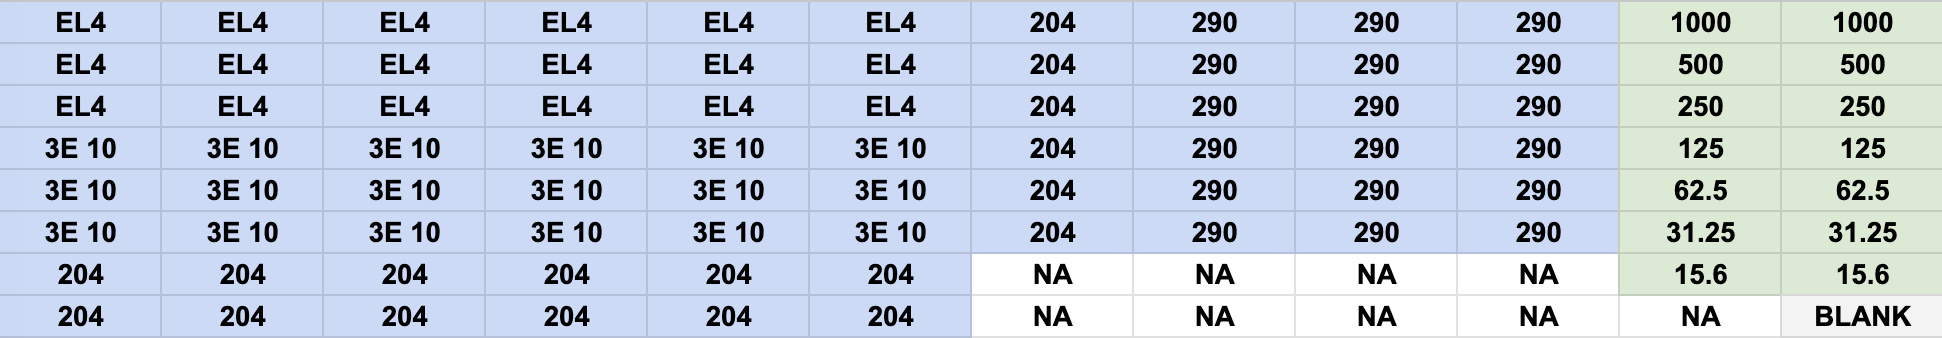 EL4 EL4 EL4 EL4 EL4 EL4 204 290 290 290 1000 1000
EL4 EL4 EL4 EL4 EL4 EL4 204 290 290 290 500 500
EL4 EL4 EL4 EL4 EL4 EL4 204 290 290 290 250 250
3E 10 3E 10 3E 10 3E 10 3E 10 3E 10 204 290 290 290 125 125
3E 10 3E 10 3E 10 3E 10 3E 10 3E 10 204 290 290 290 62.5 62.5
3E 10 3E 10 3E 10 3E 10 3E 10 3E 10 204 290 290 290 31.25 31.25
204 204 204 204 204 204 NA NA NA NA 15.6 15.6
204 204 204 204 204 204 NA NA NA NA NA BLANK